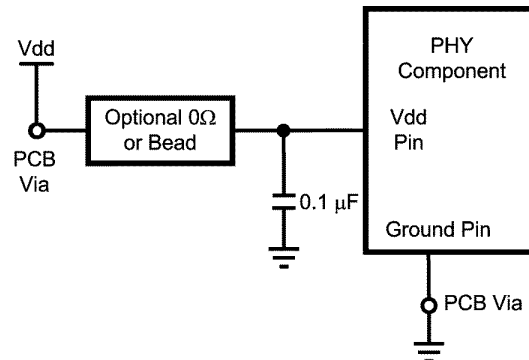 Vdd
PCB
Via
Optional 0Ω
or Bead
0.1 μF
PHY
Component
Vdd
Pin
Ground Pin
PCB Via